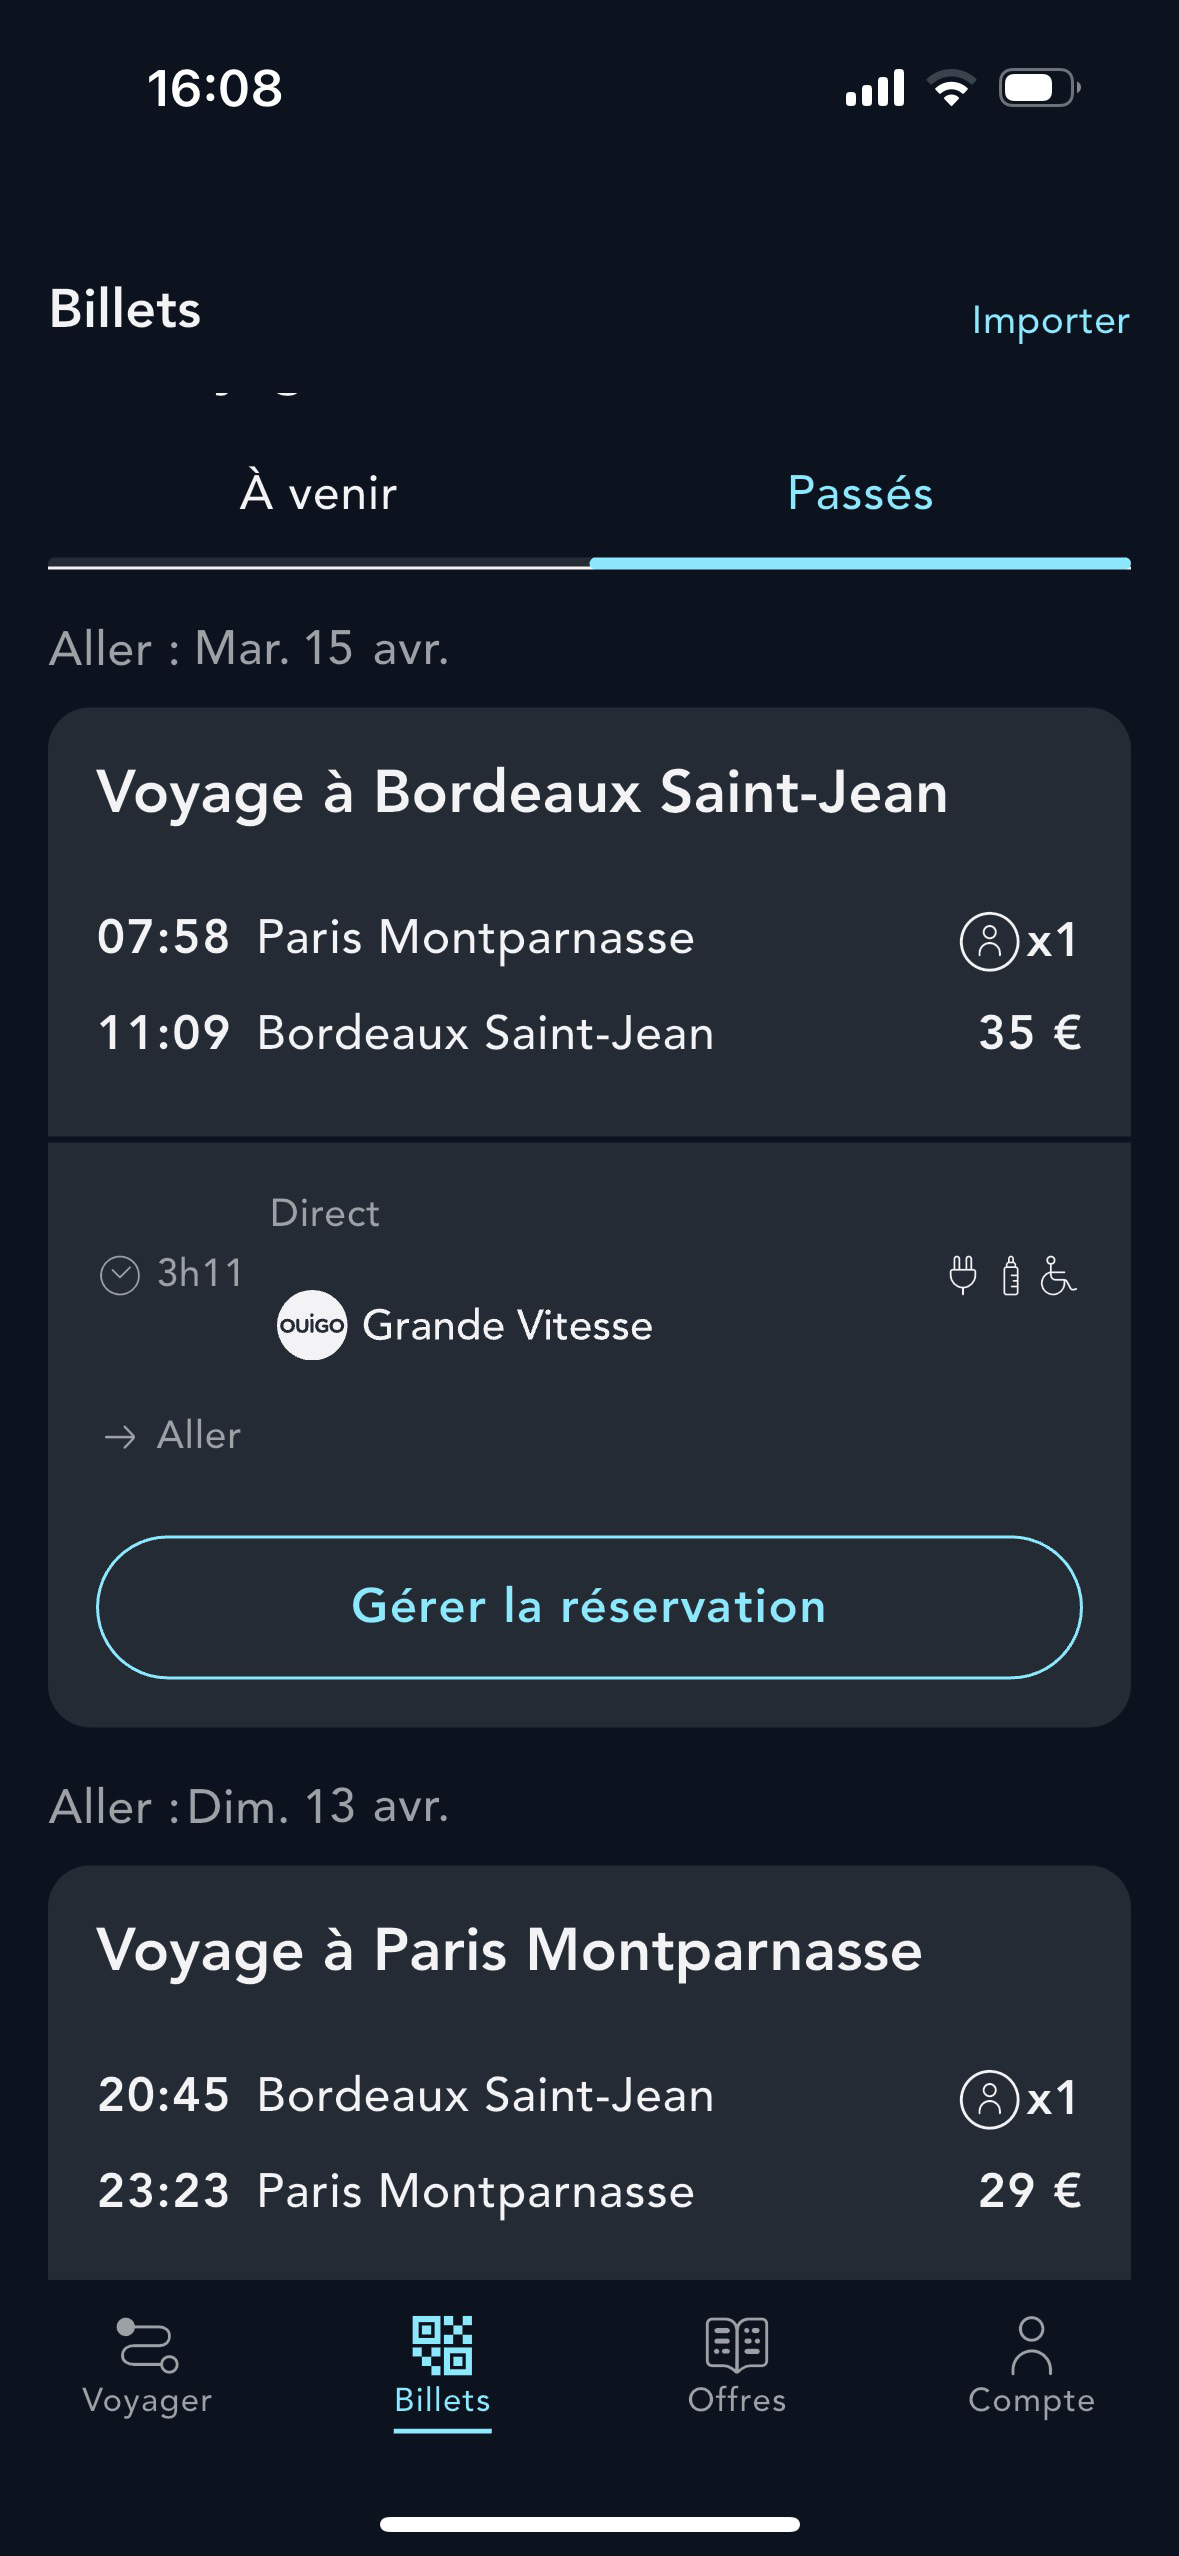 16:08
Billets
Importer
À venir
Passés
Aller : Mar. 15 avr.
Voyage à Bordeaux Saint-Jean
07:58 Paris Montparnasse x1
11:09 Bordeaux Saint-Jean 35 €
Direct
3h11
OUIGO Grande Vitesse
Aller
Gérer la réservation
Aller : Dim. 13 avr.
Voyage à Paris Montparnasse
20:45 Bordeaux Saint-Jean x1
23:23 Paris Montparnasse 29 €
Voyager
Billets
Offres
Compte